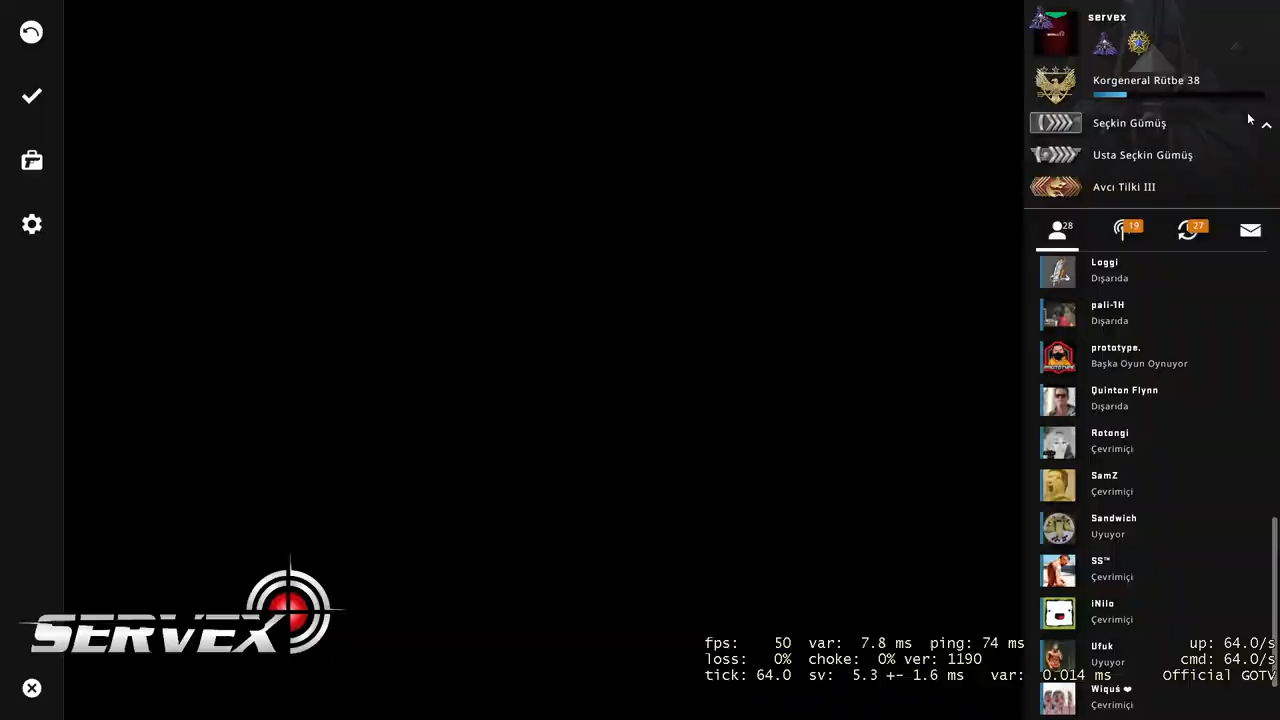 servex
Korgeneral Rütbe 38
Seçkin Gümüş
Usta Seçkin Gümüş
Avcı Tilki III
28
19
27
Loggi
Dışarıda
pali-1H
Dışarıda
prototype.
Başka Oyun Oynuyor
Quinton Flynn
Dışarıda
Rotongi
Çevrimiçi
SamZ
Çevrimiçi
Sandwich
Uyuyor
SS™
Çevrimiçi
iNilo
Çevrimiçi
Ufuk
Uyuyor
Wiquś ❤
Çevrimiçi
SERVEX
fps: 50 var: 7.8 ms ping: 74 ms up: 64.0/s
loss: 0% choke: 0% ver: 1190 cmd: 64.0/s
tick: 64.0 sv: 5.3 +- 1.6 ms var: 0.014 ms Official GOTV